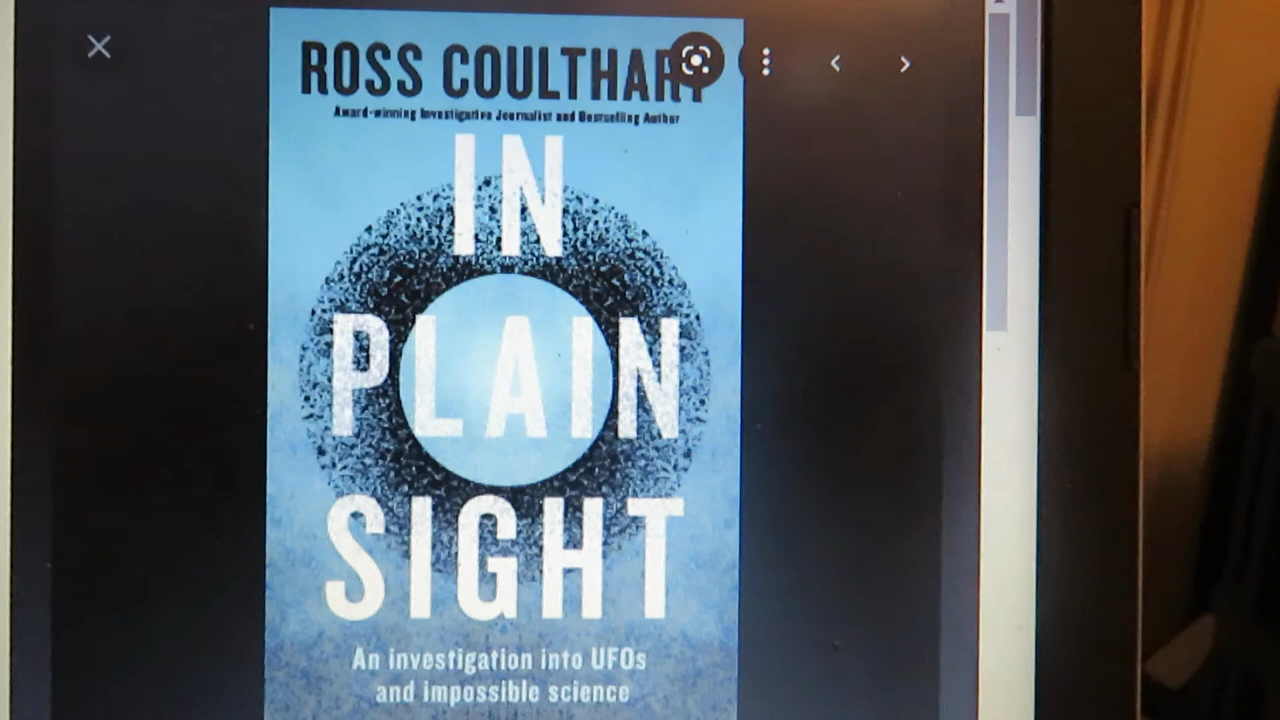 ROSS COULTHART
Award-winning Investigative Journalist and Bestselling Author
IN
PLAIN
SIGHT
An investigation into UFOs
and impossible science